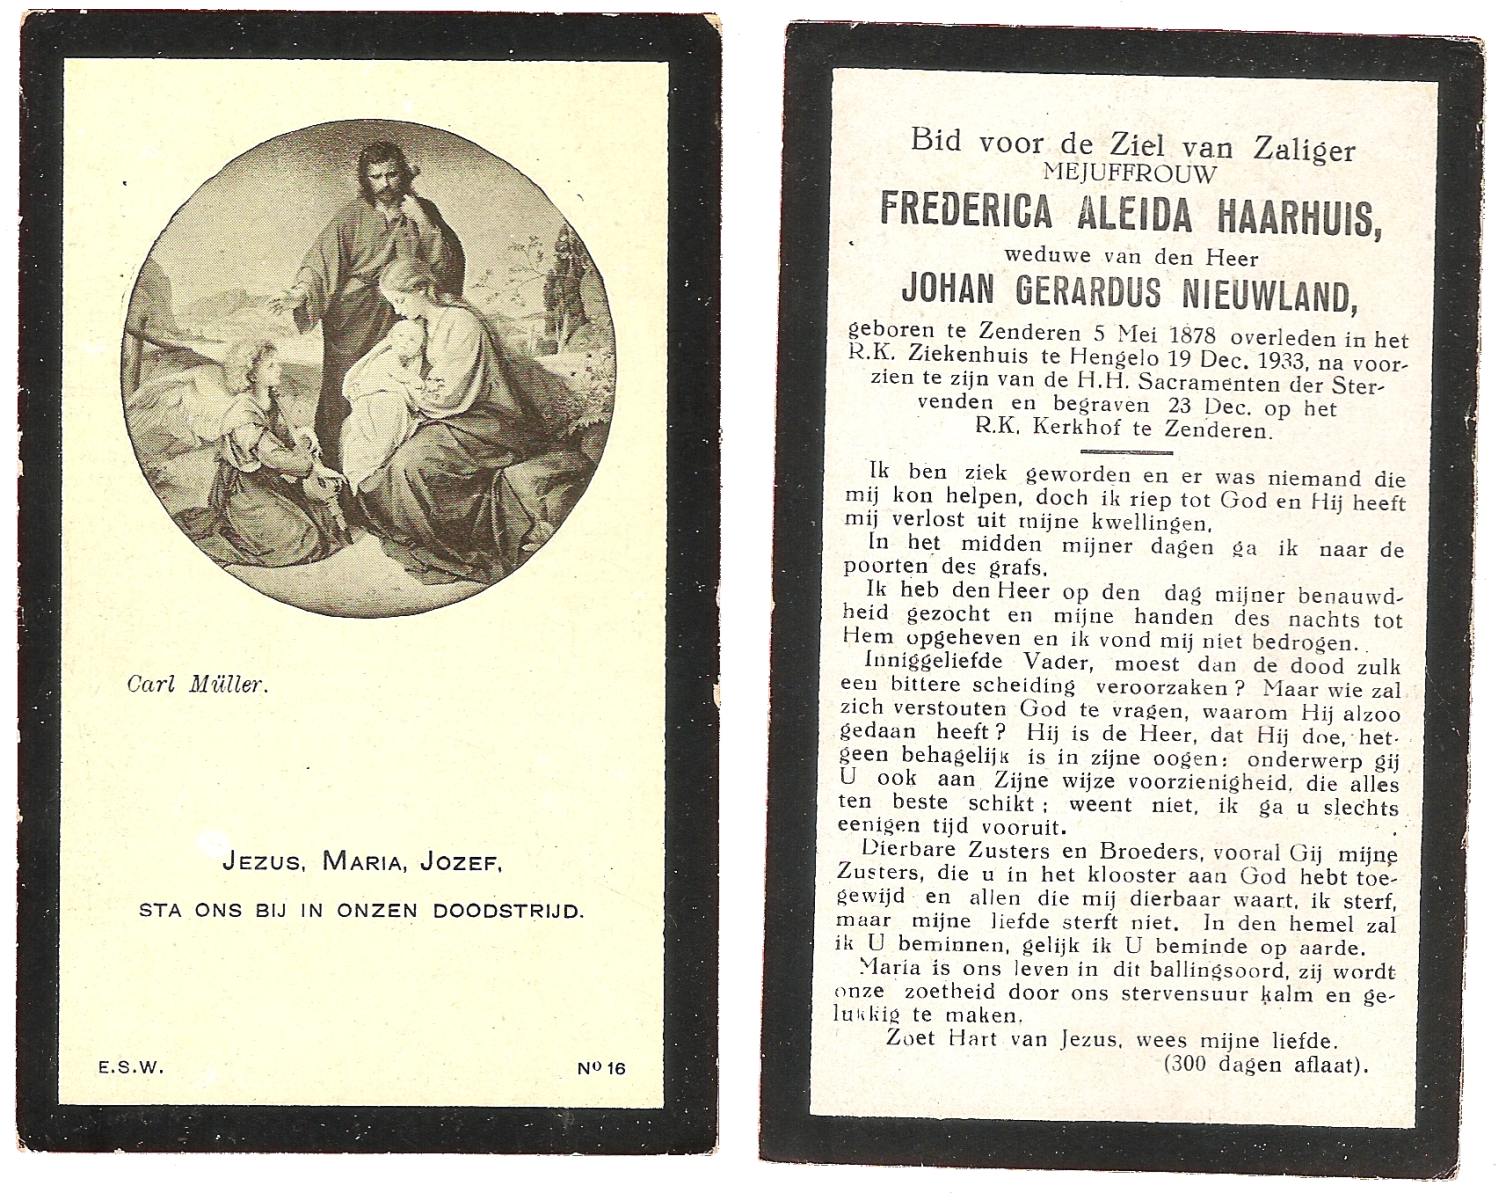 Carl Müller.
JEZUS, MARIA, JOZEF,
STA ONS BIJ IN ONZEN DOODSTRIJD.
E.S.W.
Nº 16
Bid voor de Ziel van Zaliger
MEJUFFROUW
FREDERICA ALEIDA HAARHUIS,
weduwe van den Heer
JOHAN GERARDUS NIEUWLAND,
geboren te Zenderen 5 Mei 1878 overleden in het
R.K. Ziekenhuis te Hengelo 19 Dec. 1933, na voor-
zien te zijn van de H.H. Sacramenten der Ster-
venden en begraven 23 Dec. op het
R.K. Kerkhof te Zenderen.
Ik ben ziek geworden en er was niemand die
mij kon helpen, doch ik riep tot God en Hij heeft
mij verlost uit mijne kwellingen.
In het midden mijner dagen ga ik naar de
poorten des grafs.
Ik heb den Heer op den dag mijner benauwd-
heid gezocht en mijne handen des nachts tot
Hem opgeheven en ik vond mij niet bedrogen.
Inniggeliefde Vader, moest dan de dood zulk
een bittere scheiding veroorzaken? Maar wie zal
zich verstouten God te vragen, waarom Hij alzoo
gedaan heeft? Hij is de Heer, dat Hij doe, het-
geen behagelijk is in zijne oogen: onderwerp gij
U ook aan Zijne wijze voorzienigheid, die alles
ten beste schikt; weent niet, ik ga u slechts
eenigen tijd vooruit.
Dierbare Zusters en Broeders, vooral Gij mijne
Zusters, die u in het klooster aan God hebt toe-
gewijd en allen die mij dierbaar waart, ik sterf,
maar mijne liefde sterft niet. In den hemel zal
ik U beminnen, gelijk ik U beminde op aarde.
Maria is ons leven in dit ballingsoord, zij wordt
onze zoetheid door ons stervensuur kalm en ge-
lukkig te maken.
Zoet Hart van Jezus, wees mijne liefde.
(300 dagen aflaat).